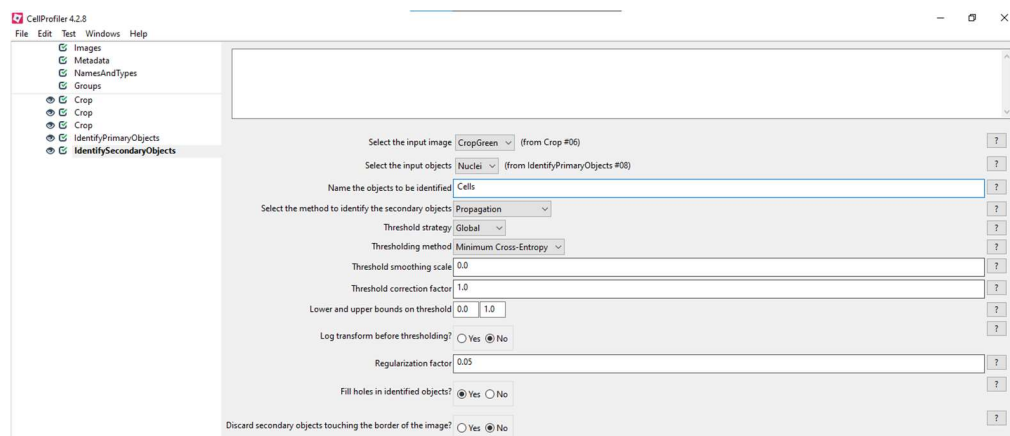 CellProfiler 4.2.8
File Edit Test Windows Help
Images
Metadata
NamesAndTypes
Groups
Crop
Crop
Crop
IdentifyPrimaryObjects
IdentifySecondaryObjects
Select the input image CropGreen (from Crop #06) ?
Select the input objects Nuclei (from IdentifyPrimaryObjects #08) ?
Name the objects to be identified Cells ?
Select the method to identify the secondary objects Propagation ?
Threshold strategy Global ?
Thresholding method Minimum Cross-Entropy ?
Threshold smoothing scale 0.0 ?
Threshold correction factor 1.0 ?
Lower and upper bounds on threshold 0.0 1.0 ?
Log transform before thresholding? Yes No ?
Regularization factor 0.05 ?
Fill holes in identified objects? Yes No ?
Discard secondary objects touching the border of the image? Yes No ?